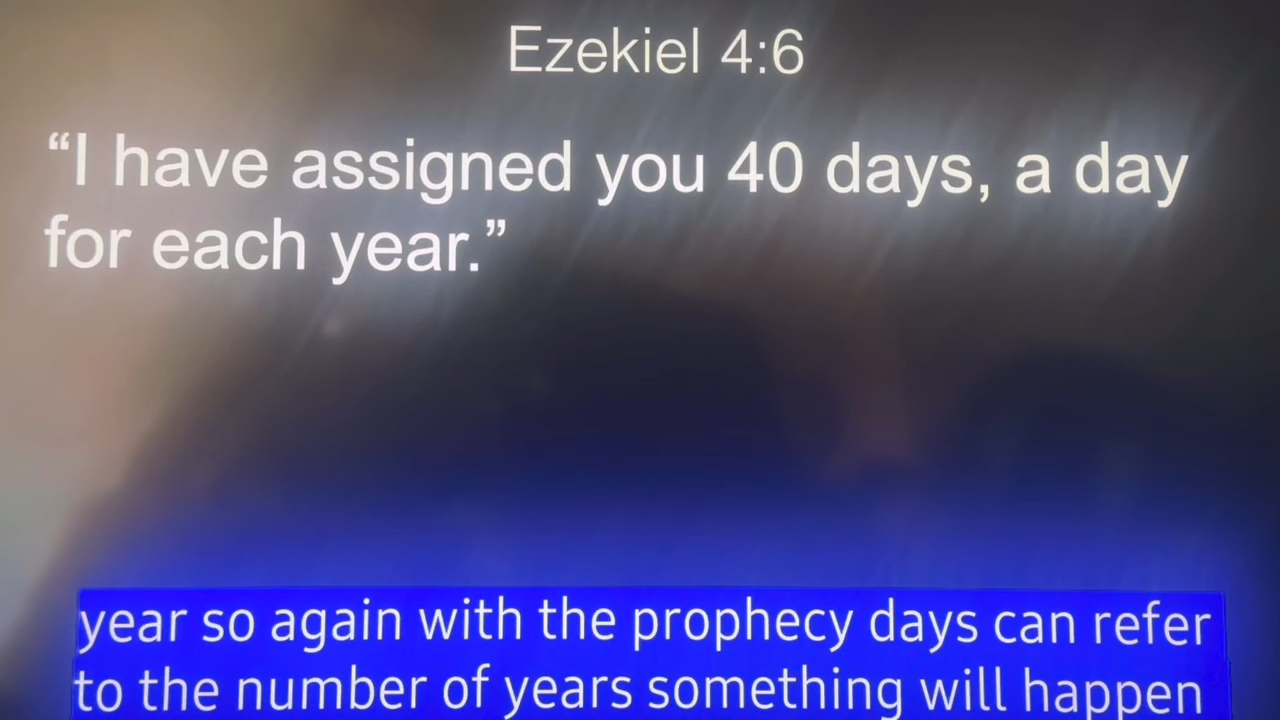 Ezekiel 4:6
“I have assigned you 40 days, a day
for each year.”
year so again with the prophecy days can refer
to the number of years something will happen